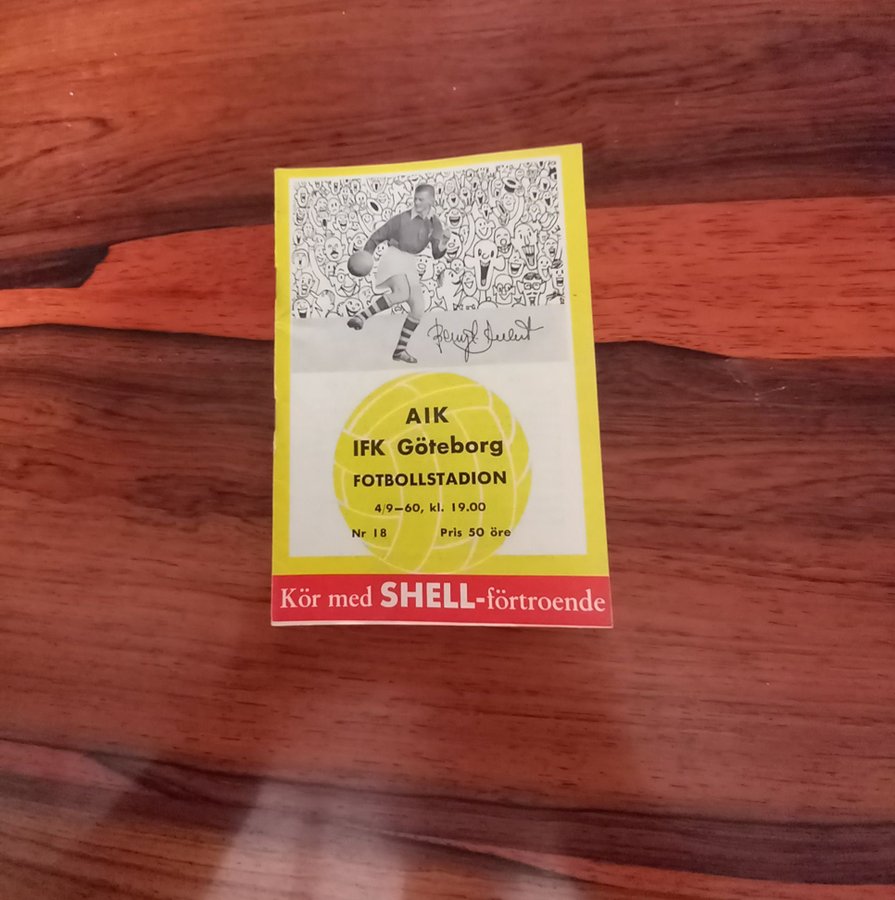 AIK
IFK Göteborg
FOTBOLLSTADION
4/9—60, kl. 19.00
Nr 18 Pris 50 öre
Kör med SHELL-förtroende